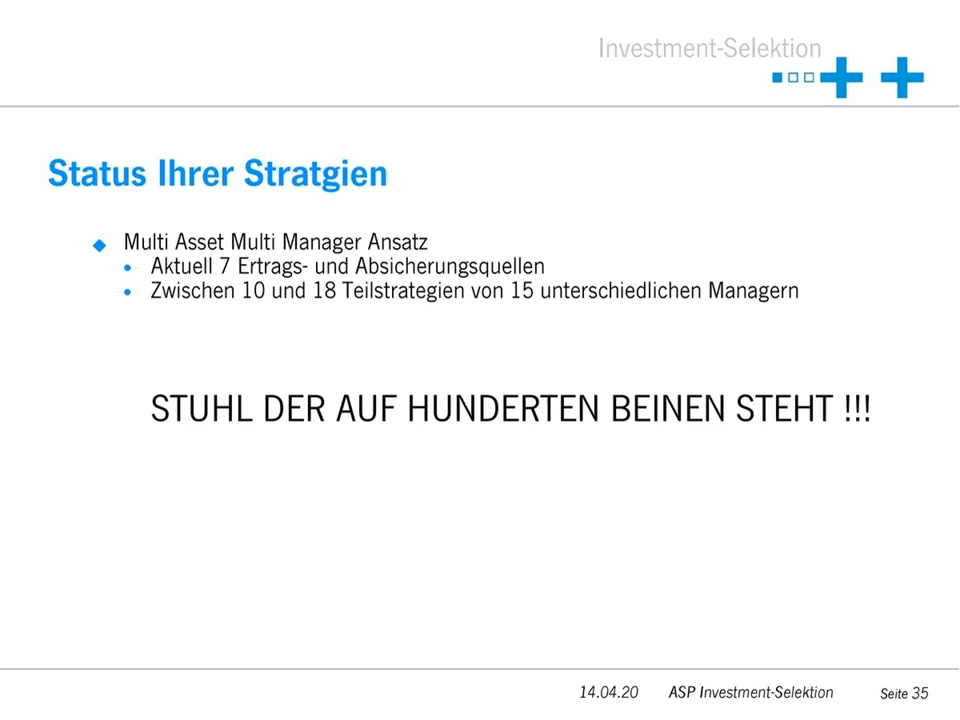 Investment-Selektion
Status Ihrer Stratgien
Multi Asset Multi Manager Ansatz
Aktuell 7 Ertrags- und Absicherungsquellen
Zwischen 10 und 18 Teilstrategien von 15 unterschiedlichen Managern
STUHL DER AUF HUNDERTEN BEINEN STEHT !!!
14.04.20 ASP Investment-Selektion Seite 35